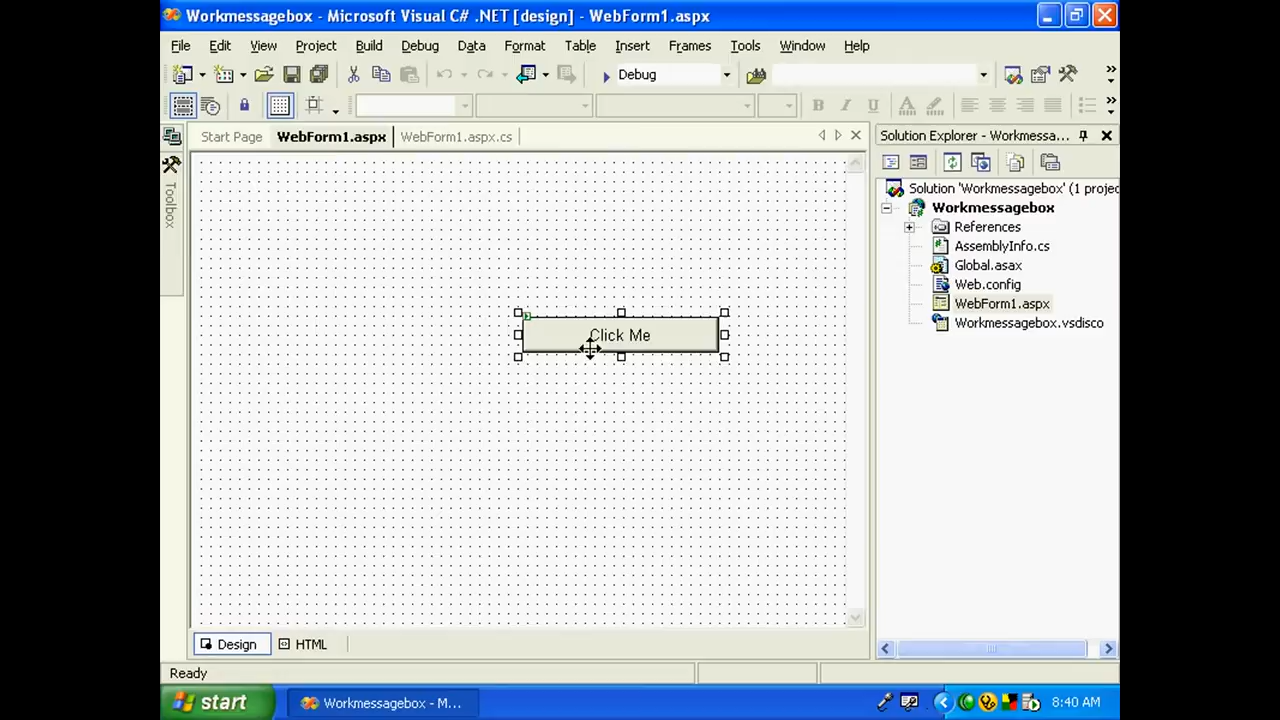 Workmessagebox - Microsoft Visual C# .NET [design] - WebForm1.aspx
File Edit View Project Build Debug Data Format Table Insert Frames Tools Window Help
Debug
B I U A
Start Page WebForm1.aspx WebForm1.aspx.cs
Solution Explorer - Workmessa...
Toolbox
Solution 'Workmessagebox' (1 projec
Workmessagebox
References
AssemblyInfo.cs
Global.asax
Web.config
WebForm1.aspx
Workmessagebox.vsdisco
Click Me
Design HTML
Ready
start Workmessagebox - M... 8:40 AM